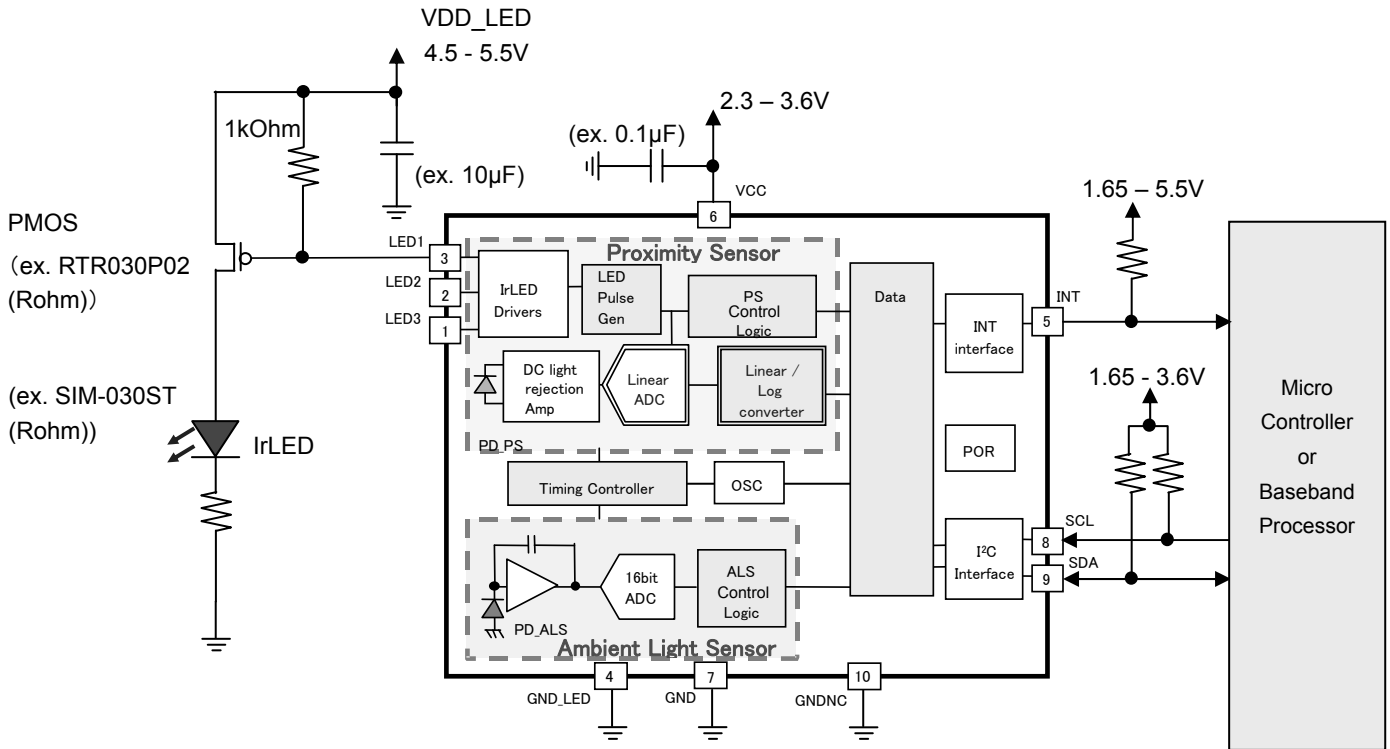 VDD_LED
4.5 - 5.5V
1kOhm
(ex. 10µF)
PMOS
（ex. RTR030P02
(Rohm)）
(ex. SIM-030ST
(Rohm))
IrLED
2.3 – 3.6V
(ex. 0.1µF)
VCC
6
LED1
3
LED2
2
LED3
1
Proximity Sensor
IrLED
Drivers
LED
Pulse
Gen
PS
Control
Logic
DC light
rejection
Amp
Linear
ADC
Linear /
Log
converter
PD_PS
Timing Controller
OSC
PD_ALS
16bit
ADC
ALS
Control
Logic
Ambient Light Sensor
Data
INT
interface
POR
I²C
Interface
1.65 – 5.5V
INT
5
1.65 - 3.6V
SCL
8
SDA
9
Micro
Controller
or
Baseband
Processor
GND_LED
4
GND
7
GNDNC
10